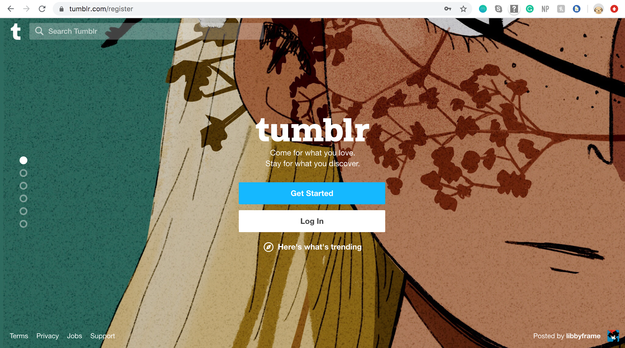 tumblr.com/register
NP
t
Search Tumblr
tumblr
Come for what you love.
Stay for what you discover.
Get Started
Log In
Here's what's trending
Terms Privacy Jobs Support
Posted by libbyframe